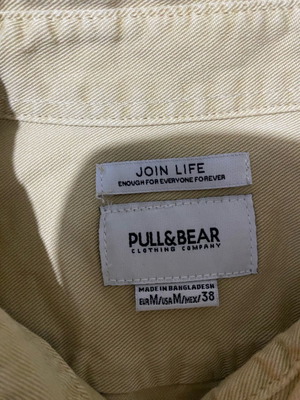 JOIN LIFE
ENOUGH FOR EVERYONE FOREVER
PULL&BEAR
CLOTHING COMPANY
MADE IN BANGLADESH
EUR M/USA M/MEX/ 38